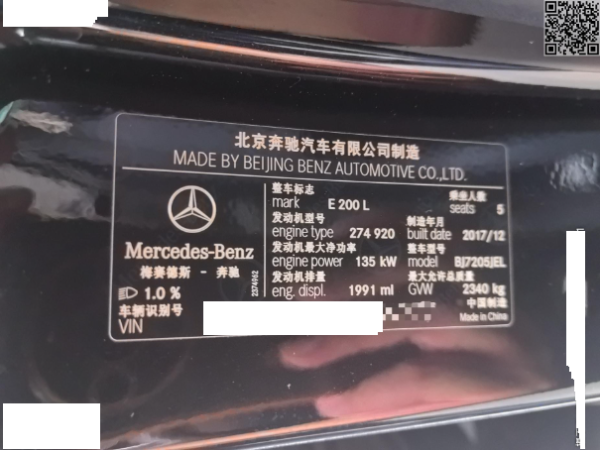 北京奔驰汽车有限公司制造
MADE BY BEIJING BENZ AUTOMOTIVE CO.,LTD.
Mercedes-Benz
梅赛德斯 - 奔驰
1.0 %
车辆识别号
VIN
2374962
整车标志
mark E 200 L
乘坐人数
seats 5
发动机型号
engine type 274 920
制造年月
built date 2017/12
发动机最大净功率
engine power 135 kW
整车型号
model BJ7205JEL
发动机排量
eng. displ. 1991 ml
最大允许总质量
GVW 2340 kg
中国制造
Made in China